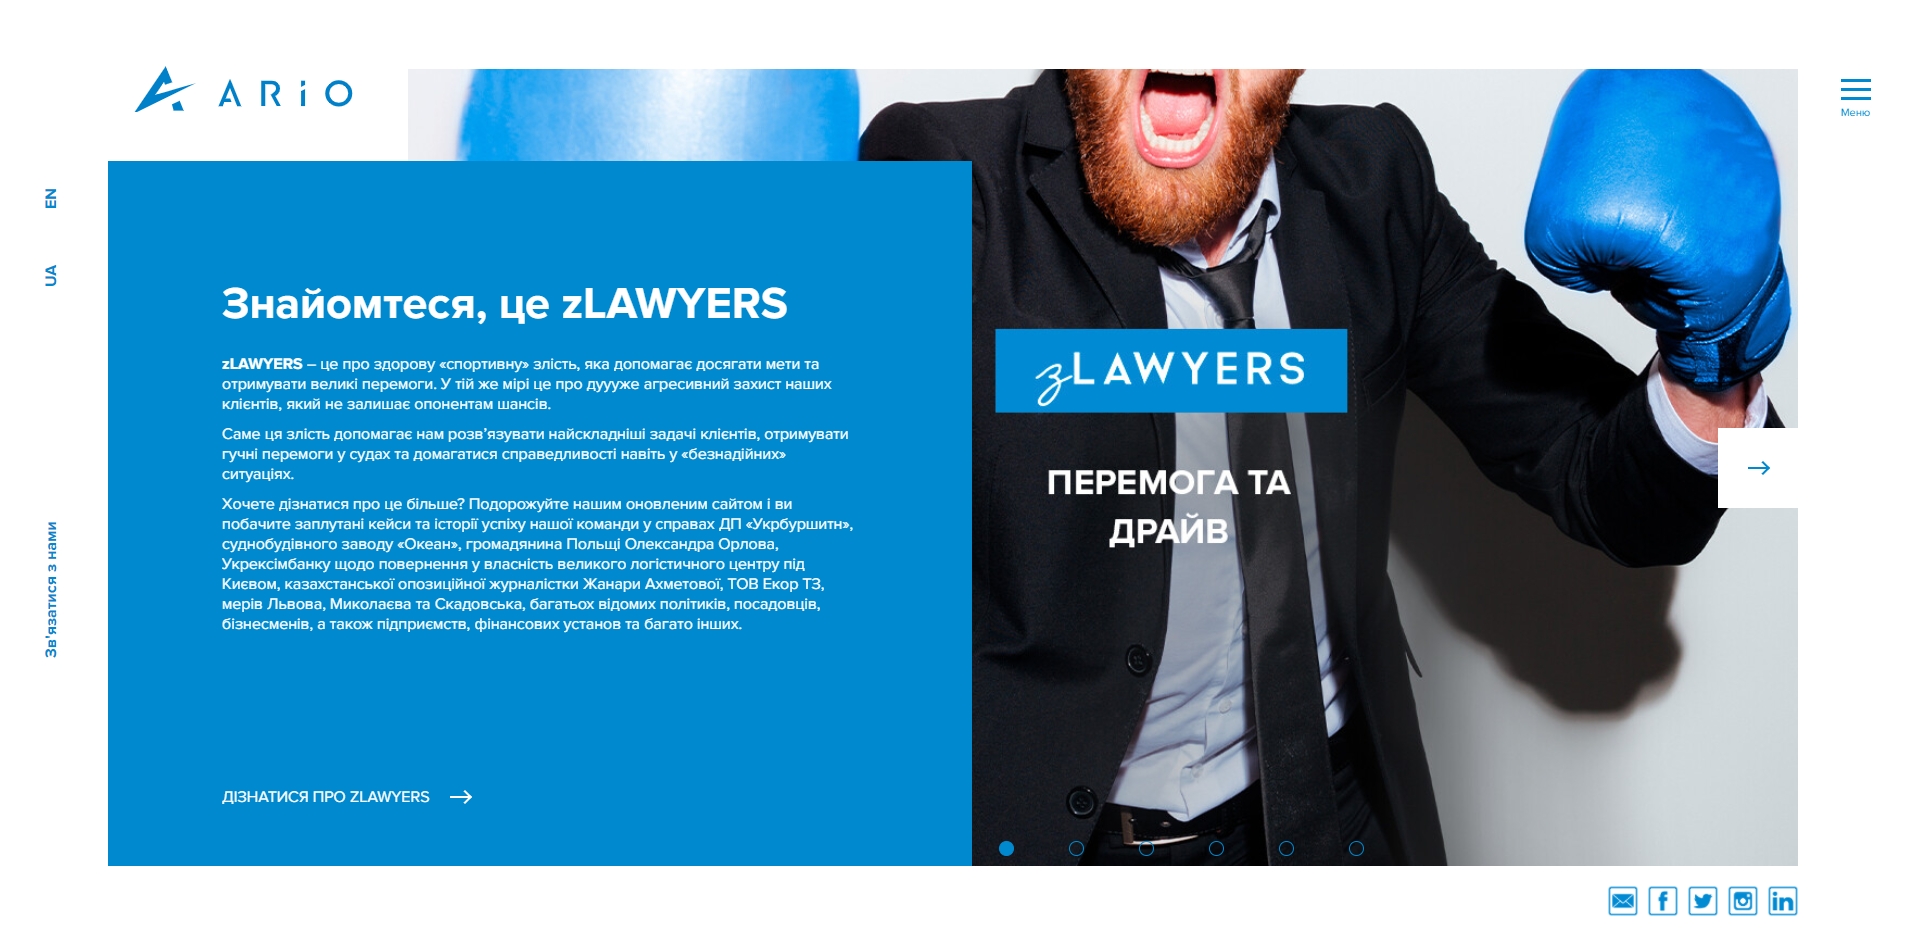 ARiO
Меню
EN
UA
Зв'язатися з нами
Знайомтеся, це zLAWYERS
zLAWYERS – це про здорову «спортивну» злість, яка допомагає досягати мети та
отримувати великі перемоги. У тій же мірі це про дуууже агресивний захист наших
клієнтів, який не залишає опонентам шансів.
Саме ця злість допомагає нам розв’язувати найскладніші задачі клієнтів, отримувати
гучні перемоги у судах та домагатися справедливості навіть у «безнадійних»
ситуаціях.
Хочете дізнатися про це більше? Подорожуйте нашим оновленим сайтом і ви
побачите заплутані кейси та історії успіху нашої команди у справах ДП «Укрбуршитн»,
суднобудівного заводу «Океан», громадянина Польщі Олександра Орлова,
Укрексімбанку щодо повернення у власність великого логістичного центру під
Києвом, казахстанської опозиційної журналістки Жанари Ахметової, ТОВ Екор ТЗ,
мерів Львова, Миколаєва та Скадовська, багатьох відомих політиків, посадовців,
бізнесменів, а також підприємств, фінансових установ та багато інших.
ДІЗНАТИСЯ ПРО ZLAWYERS
zLAWYERS
ПЕРЕМОГА ТА
ДРАЙВ